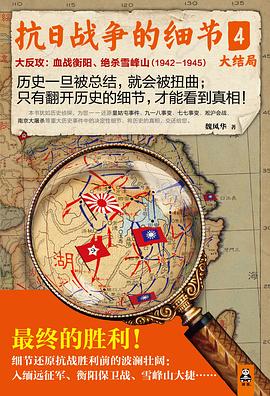 抗日战争的细节4
大结局
大反攻：血战衡阳、绝杀雪峰山（1942—1945）
历史一旦被总结，就会被扭曲；
只有翻开历史的细节，才能看到真相！
魏风华 著
最终的胜利！
细节还原抗战胜利前的波澜壮阔；
入缅远征军、衡阳保卫战、雪峰山大捷……